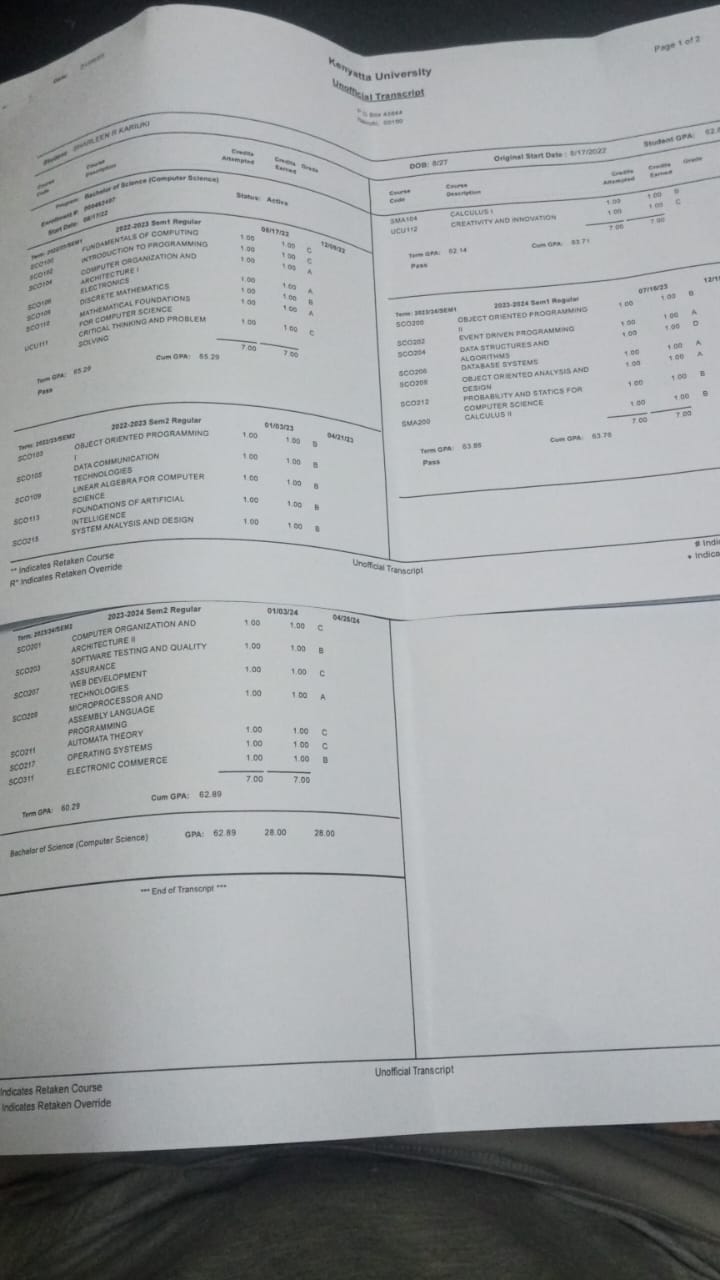 Page 1 of 2
Kenyatta University
Unofficial Transcript
P O Box 43844
00100
Student SHARLEEN B KARIUKI
DOB: 8/27 Original Start Date : 8/17/2022 Student GPA: 62.8
Course Code Course Description Credits Attempted Credits Earned Grade
Program: Bachelor of Science (Computer Science)
Enrollment #: Status: Active
Start Date: 08/17/22
Term: 2022/23/SEM1 2022-2023 Sem1 Regular 08/17/22 12/09/22
SCO100 FUNDAMENTALS OF COMPUTING 1.00 1.00 C
SCO102 INTRODUCTION TO PROGRAMMING 1.00 1.00 C
SCO104 COMPUTER ORGANIZATION AND 1.00 1.00 A
ARCHITECTURE I
SCO106 ELECTRONICS 1.00 1.00 A
SCO108 DISCRETE MATHEMATICS 1.00 1.00 B
SCO112 MATHEMATICAL FOUNDATIONS 1.00 1.00 A
FOR COMPUTER SCIENCE
UCU111 CRITICAL THINKING AND PROBLEM 1.00 1.00 C
SOLVING
7.00 7.00
Term GPA: 65.29 Cum GPA: 65.29
Pass
Term: 2022/23/SEM2 2022-2023 Sem2 Regular 01/03/23 04/21/23
SCO103 OBJECT ORIENTED PROGRAMMING 1.00 1.00
I
SCO105 DATA COMMUNICATION 1.00 1.00 B
TECHNOLOGIES
SCO109 LINEAR ALGEBRA FOR COMPUTER 1.00 1.00 B
SCIENCE
SCO113 FOUNDATIONS OF ARTIFICIAL 1.00 1.00 B
INTELLIGENCE
SCO215 SYSTEM ANALYSIS AND DESIGN 1.00 1.00 B
** Indicates Retaken Course
R* Indicates Retaken Override
Course Code Course Description Credits Attempted Credits Earned Grade
SMA104 CALCULUS I 1.00 1.00 B
UCU112 CREATIVITY AND INNOVATION 1.00 1.00 C
7.00 7.00
Term GPA: 62.14 Cum GPA: 63.71
Pass
Term: 2023/24/SEM1 2023-2024 Sem1 Regular 07/18/23 12/1
SCO200 OBJECT ORIENTED PROGRAMMING 1.00 1.00 B
II
SCO202 EVENT DRIVEN PROGRAMMING 1.00 1.00 A
SCO204 DATA STRUCTURES AND 1.00 1.00 D
ALGORITHMS
SCO206 DATABASE SYSTEMS 1.00 1.00 A
SCO208 OBJECT ORIENTED ANALYSIS AND 1.00 1.00 A
DESIGN
SCO212 PROBABILITY AND STATICS FOR 1.00 1.00 B
COMPUTER SCIENCE
SMA200 CALCULUS II 1.00 1.00 B
7.00 7.00
Term GPA: 63.86 Cum GPA: 63.76
Pass
Unofficial Transcript
# Indic
+ Indica
Term: 2023/24/SEM2 2023-2024 Sem2 Regular 01/03/24 04/26/24
SCO201 COMPUTER ORGANIZATION AND 1.00 1.00 C
ARCHITECTURE II
SCO203 SOFTWARE TESTING AND QUALITY 1.00 1.00 B
ASSURANCE
SCO207 WEB DEVELOPMENT 1.00 1.00 C
TECHNOLOGIES
SCO209 MICROPROCESSOR AND 1.00 1.00 A
ASSEMBLY LANGUAGE
PROGRAMMING
SCO211 AUTOMATA THEORY 1.00 1.00 C
SCO217 OPERATING SYSTEMS 1.00 1.00 C
SCO311 ELECTRONIC COMMERCE 1.00 1.00 B
7.00 7.00
Term GPA: 60.29 Cum GPA: 62.89
Bachelor of Science (Computer Science) GPA: 62.89 28.00 28.00
*** End of Transcript ***
Unofficial Transcript
Indicates Retaken Course
Indicates Retaken Override